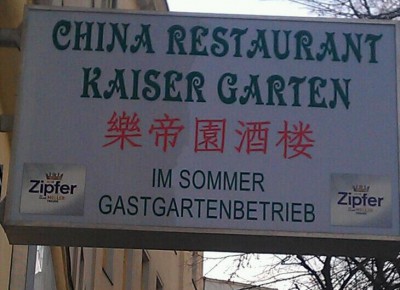 CHINA RESTAURANT
KAISER GARTEN
樂帝園酒楼
IM SOMMER
GASTGARTENBETRIEB
Zipfer
Zipfer